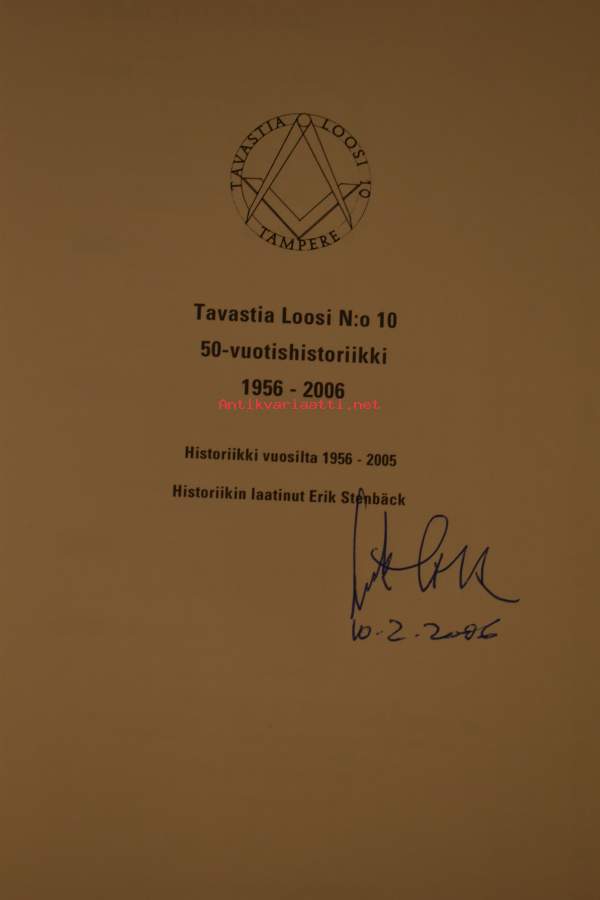 TAVASTIA LOOSI 10
TAMPERE
Tavastia Loosi N:o 10
50-vuotishistoriikki
1956 - 2006
Antikvariaatti.net
Historiikki vuosilta 1956 - 2005
Historiikin laatinut Erik Stenbäck
10.2.2006